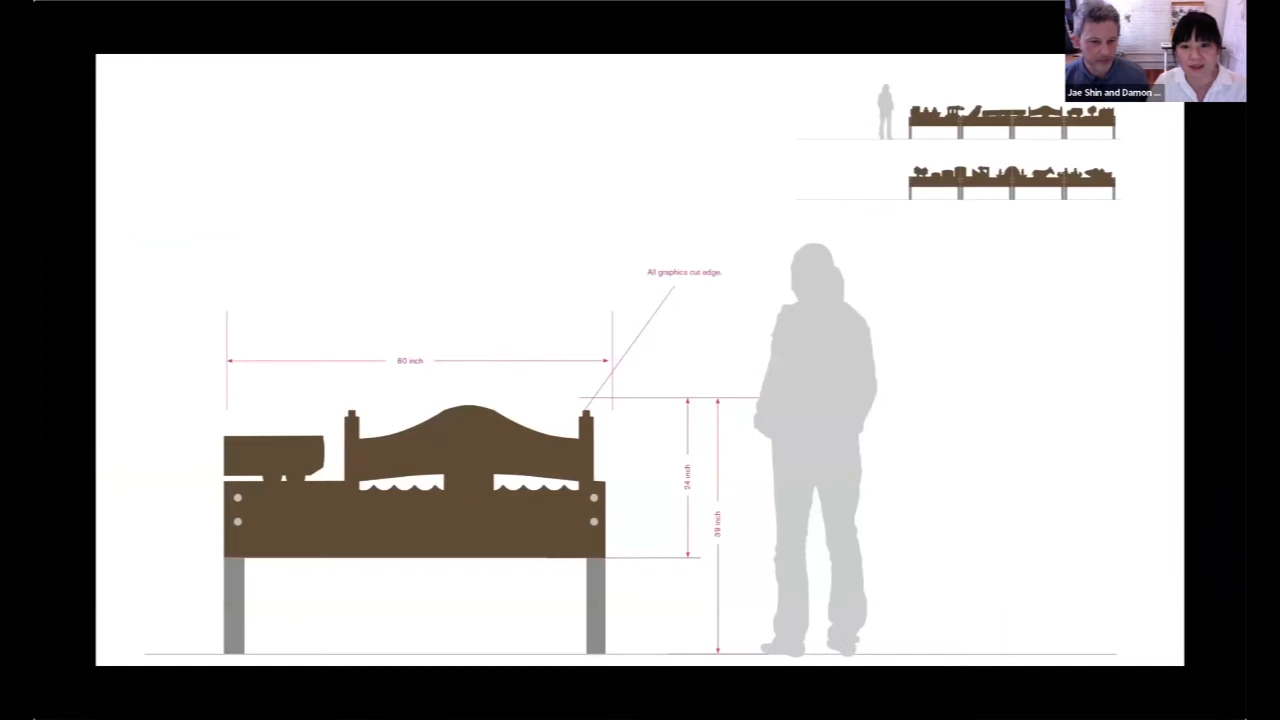 Jae Shin and Damon ...
All graphics cut edge.
60 inch
24 inch
39 inch